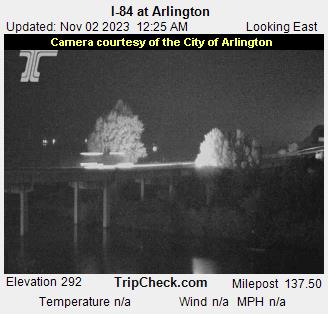 I-84 at Arlington
Updated: Nov 02 2023 12:25 AM Looking East
Camera courtesy of the City of Arlington
Elevation 292 TripCheck.com Milepost 137.50
Temperature n/a Wind n/a MPH n/a